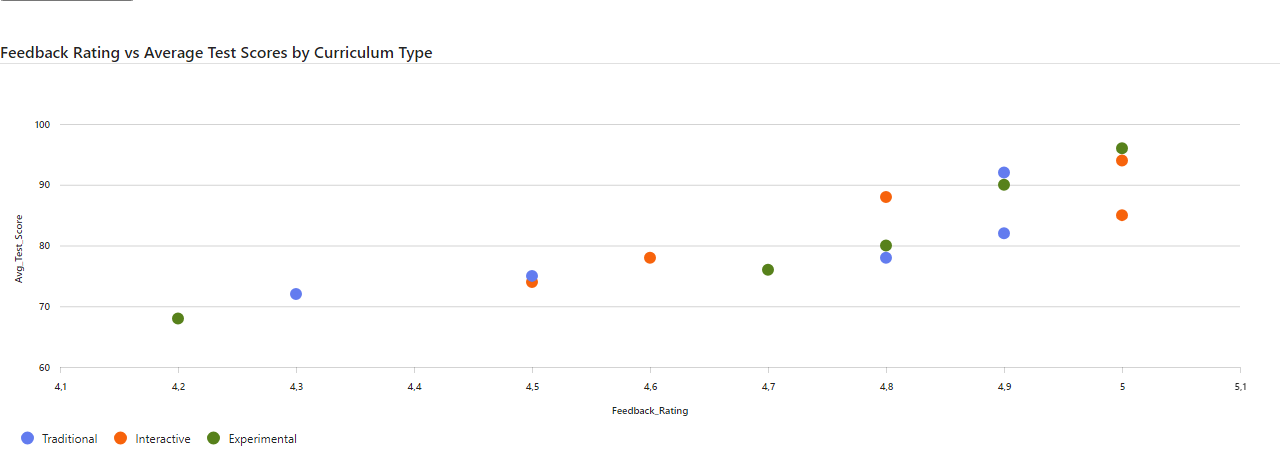 Feedback Rating vs Average Test Scores by Curriculum Type
100
90
80
70
60
Avg_Test_Score
4,1 4,2 4,3 4,4 4,5 4,6 4,7 4,8 4,9 5 5,1
Feedback_Rating
Traditional Interactive Experimental